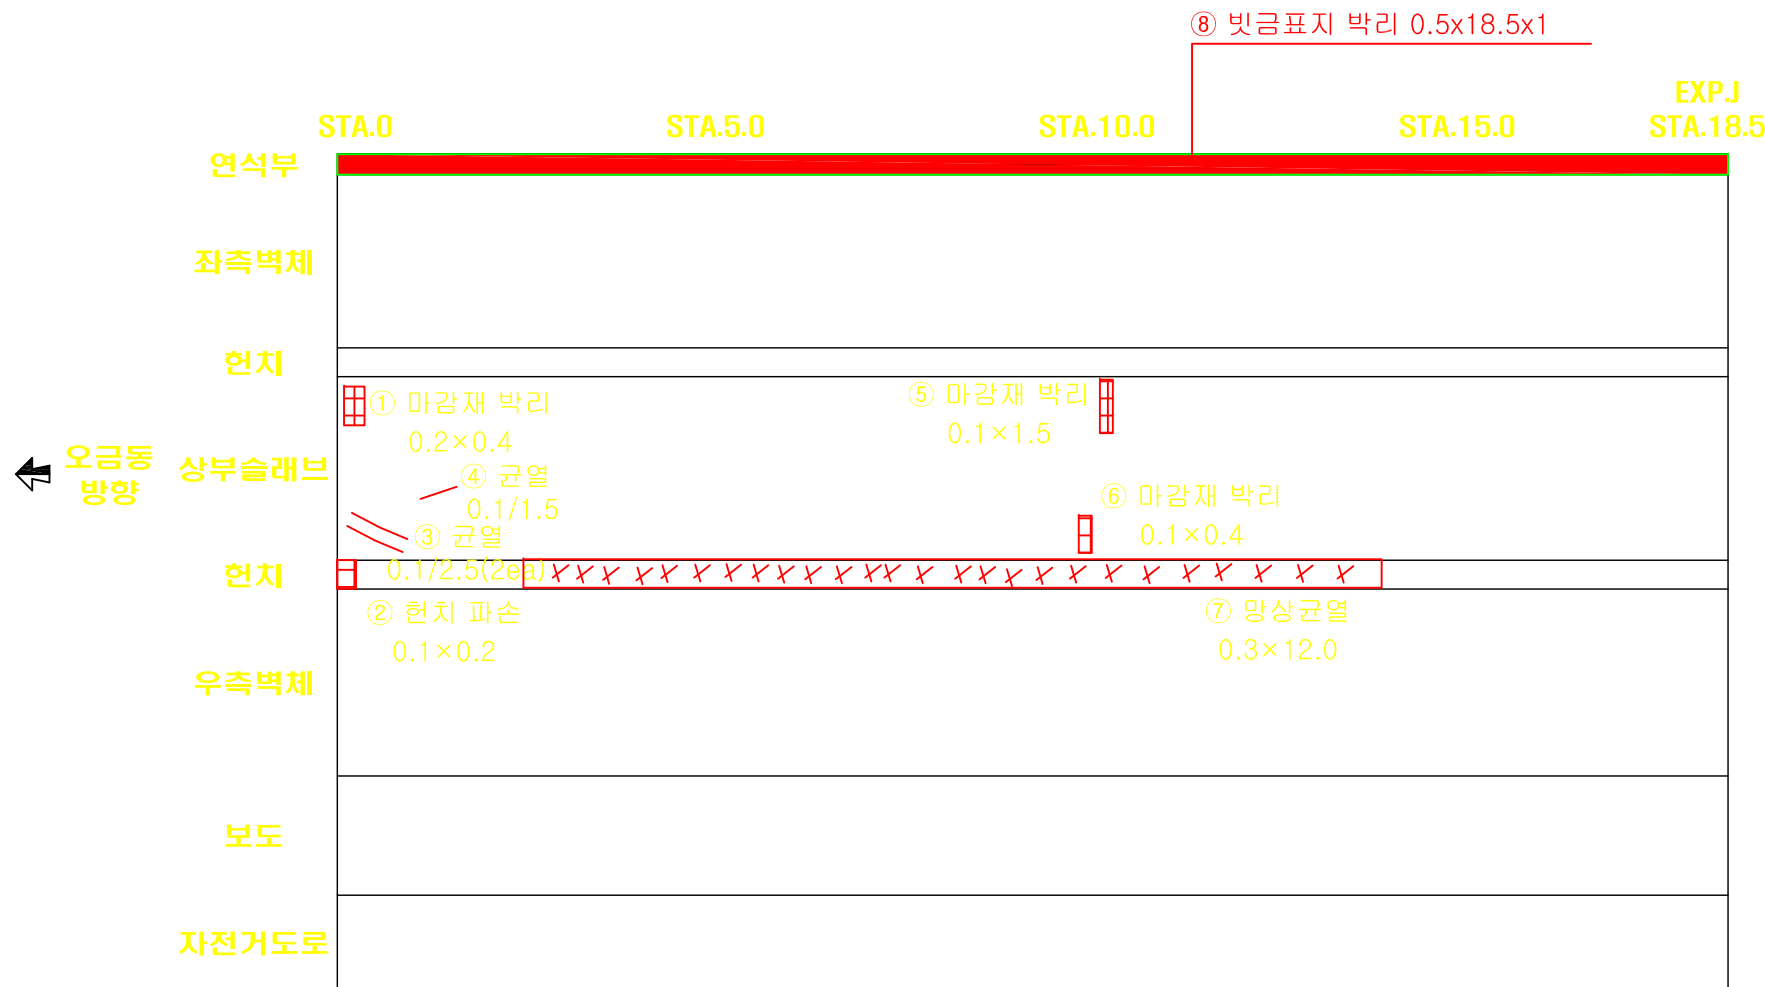 ⑧ 빗금표지 박리 0.5x18.5x1
EXP.J
STA.0 STA.5.0 STA.10.0 STA.15.0 STA.18.5
연석부
좌측벽체
헌치
① 마감재 박리
0.2×0.4
⑤ 마감재 박리
0.1×1.5
오금동
방향
상부슬래브
④ 균열
0.1/1.5
③ 균열
0.1/2.5(2ea)
⑥ 마감재 박리
0.1×0.4
헌치
② 헌치 파손
0.1×0.2
⑦ 망상균열
0.3×12.0
우측벽체
보도
자전거도로